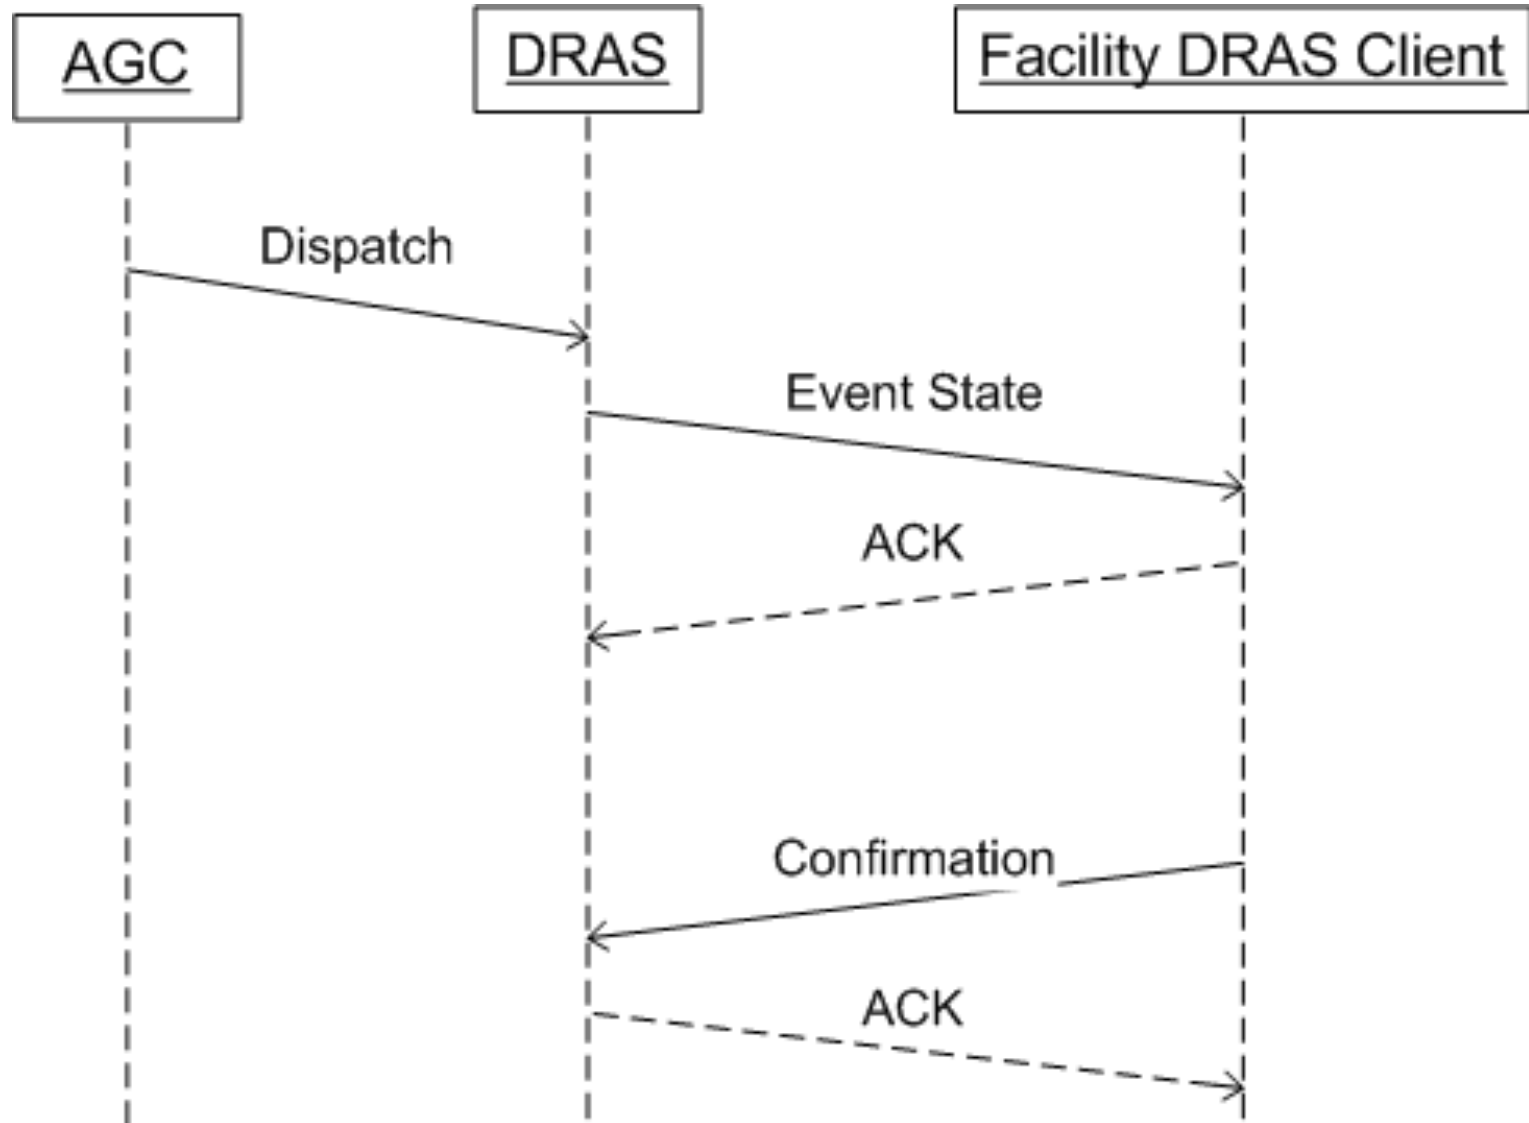 AGC
DRAS
Facility DRAS Client
Dispatch
Event State
ACK
Confirmation
ACK